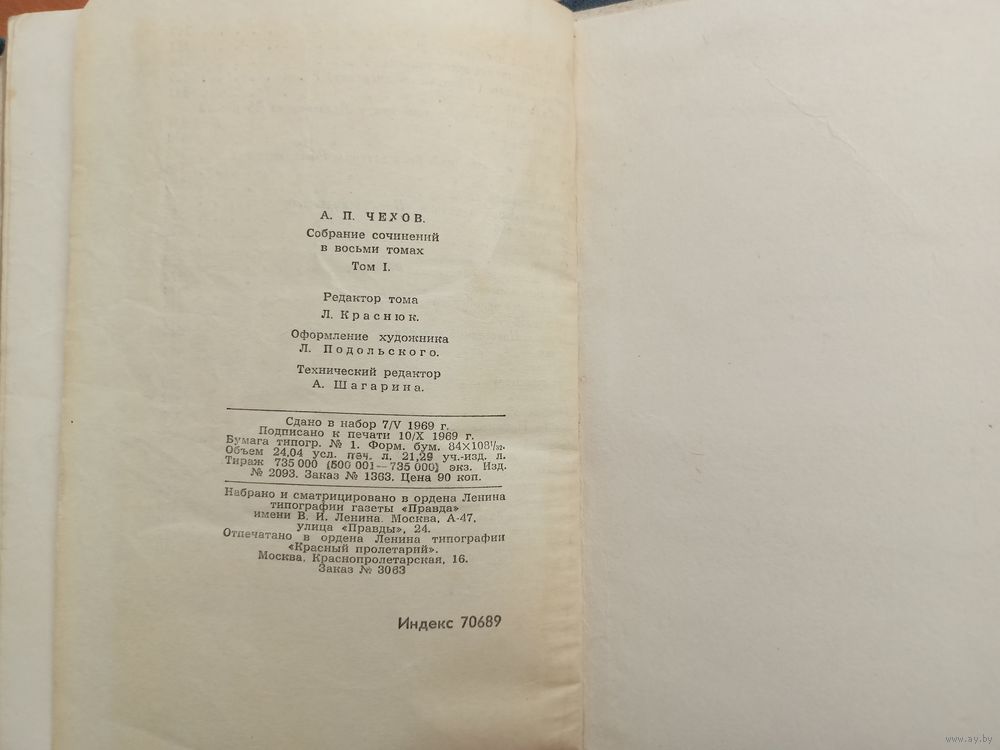 А. П. ЧЕХОВ.
Собрание сочинений
в восьми томах
Том I.
Редактор тома
Л. Краснюк.
Оформление художника
Л. Подольского.
Технический редактор
А. Шагарина.
Сдано в набор 7/V 1969 г.
Подписано к печати 10/X 1969 г.
Бумага типогр. № 1. Форм. бум. 84×108¹/₃₂.
Объем 24,04 усл. печ. л. 21,29 уч.-изд. л.
Тираж 735 000 (500 001—735 000) экз. Изд.
№ 2093. Заказ № 1363. Цена 90 коп.
Набрано и сматрицировано в ордена Ленина
типографии газеты «Правда»
имени В. И. Ленина. Москва, А-47,
улица «Правды», 24.
Отпечатано в ордена Ленина типографии
«Красный пролетарий».
Москва, Краснопролетарская, 16.
Заказ № 3063
Индекс 70689
www.ay.by